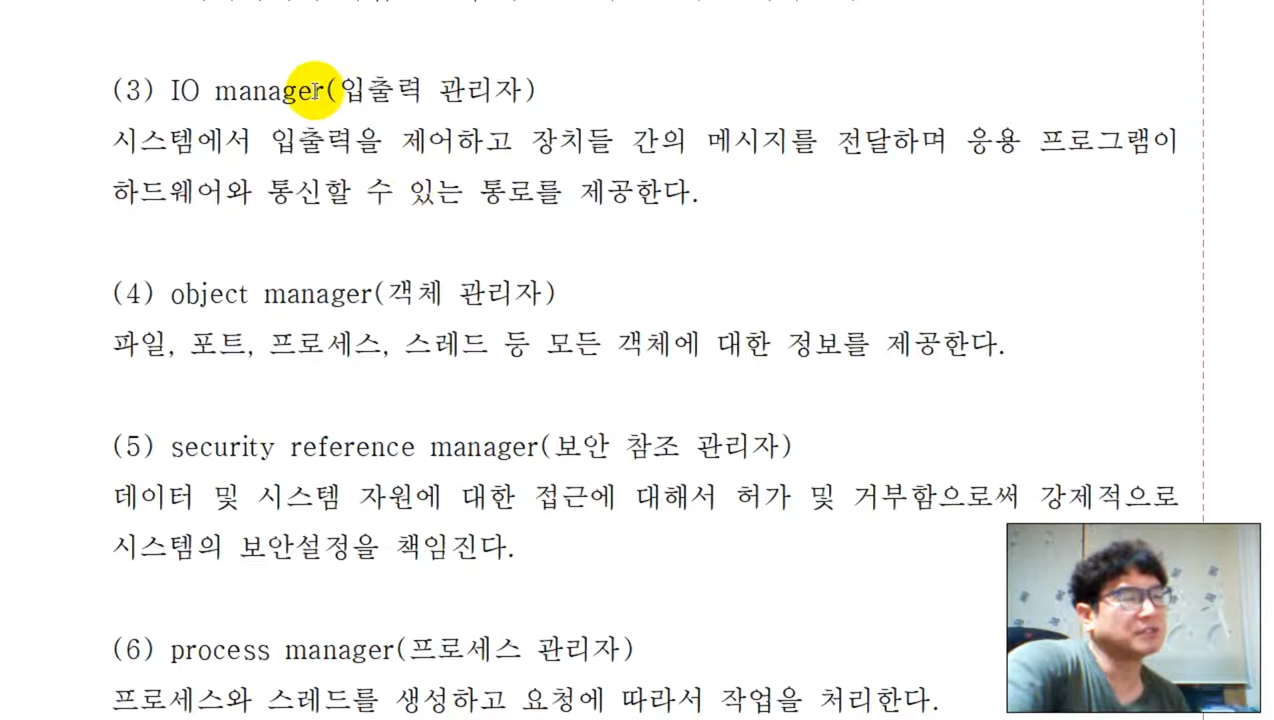 (3) IO manager(입출력 관리자)
시스템에서 입출력을 제어하고 장치들 간의 메시지를 전달하며 응용 프로그램이
하드웨어와 통신할 수 있는 통로를 제공한다.
(4) object manager(객체 관리자)
파일, 포트, 프로세스, 스레드 등 모든 객체에 대한 정보를 제공한다.
(5) security reference manager(보안 참조 관리자)
데이터 및 시스템 자원에 대한 접근에 대해서 허가 및 거부함으로써 강제적으로
시스템의 보안설정을 책임진다.
(6) process manager(프로세스 관리자)
프로세스와 스레드를 생성하고 요청에 따라서 작업을 처리한다.